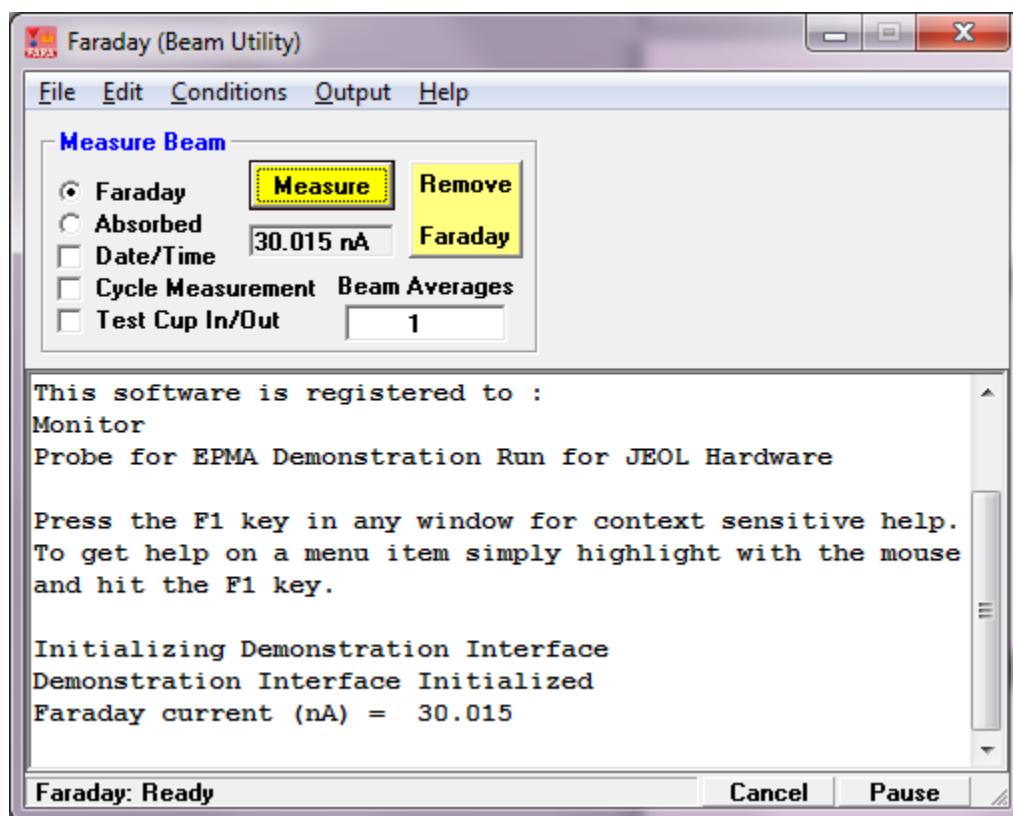 Faraday (Beam Utility)
File Edit Conditions Output Help
Measure Beam
Faraday
Absorbed
Date/Time
Cycle Measurement
Test Cup In/Out
Measure
30.015 nA
Remove
Faraday
Beam Averages
1
This software is registered to :
Monitor
Probe for EPMA Demonstration Run for JEOL Hardware
Press the F1 key in any window for context sensitive help.
To get help on a menu item simply highlight with the mouse
and hit the F1 key.
Initializing Demonstration Interface
Demonstration Interface Initialized
Faraday current (nA) = 30.015
Faraday: Ready
Cancel
Pause